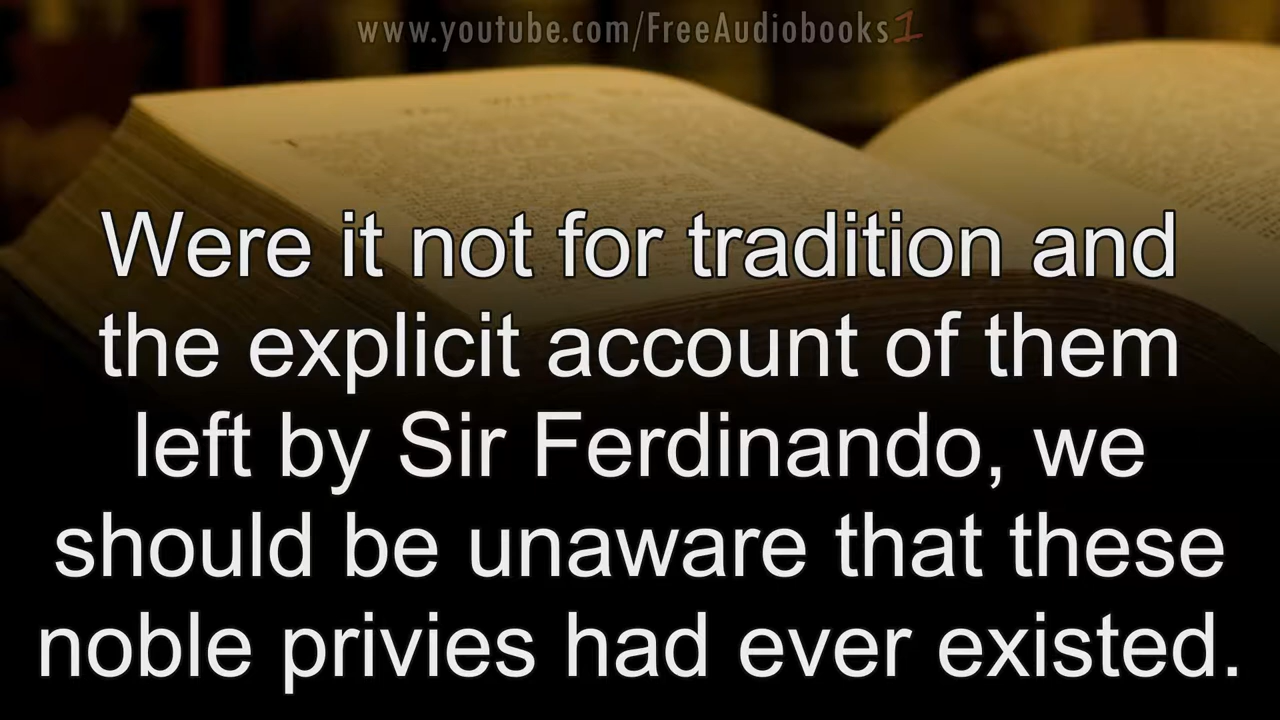 www.youtube.com/FreeAudiobooks1
Were it not for tradition and
the explicit account of them
left by Sir Ferdinando, we
should be unaware that these
noble privies had ever existed.